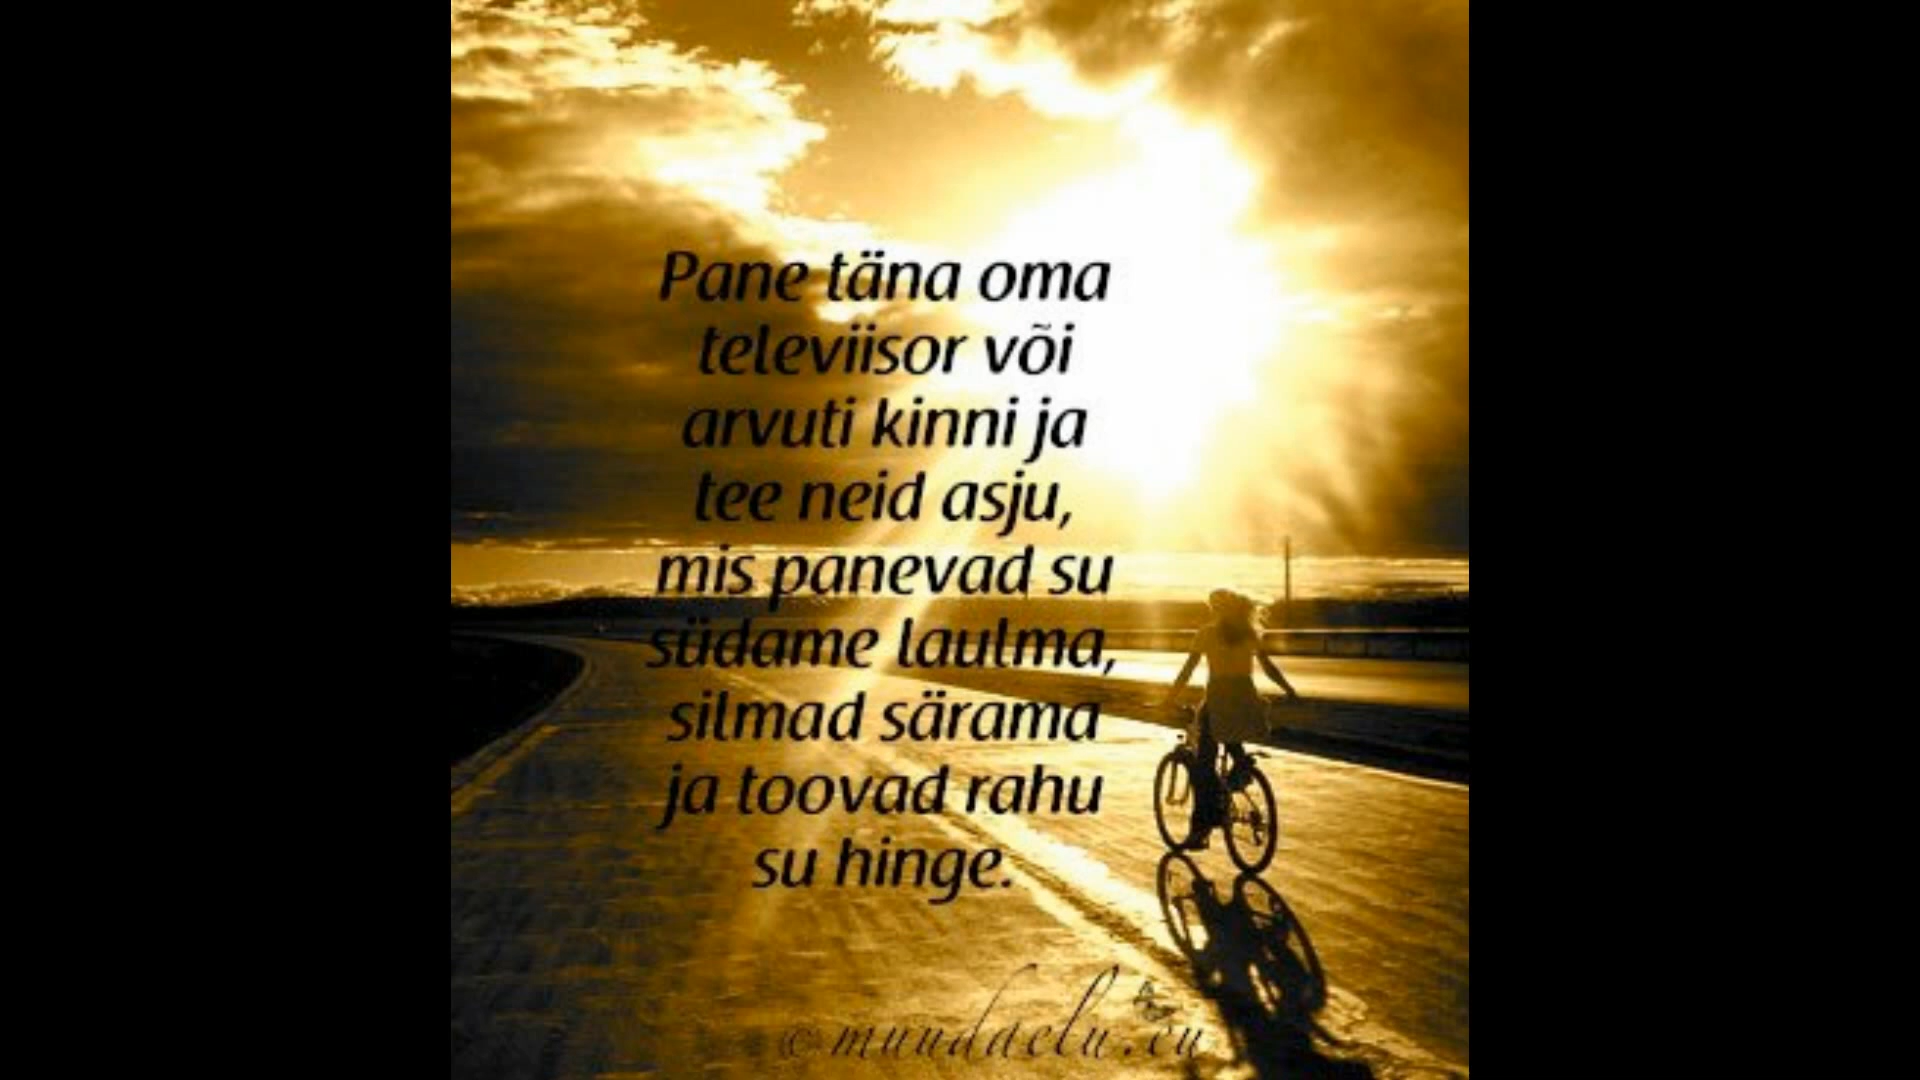 Pane täna oma
televiisor või
arvuti kinni ja
tee neid asju,
mis panevad su
südame laulma,
silmad särama
ja toovad rahu
su hinge.
© muudaelu.eu